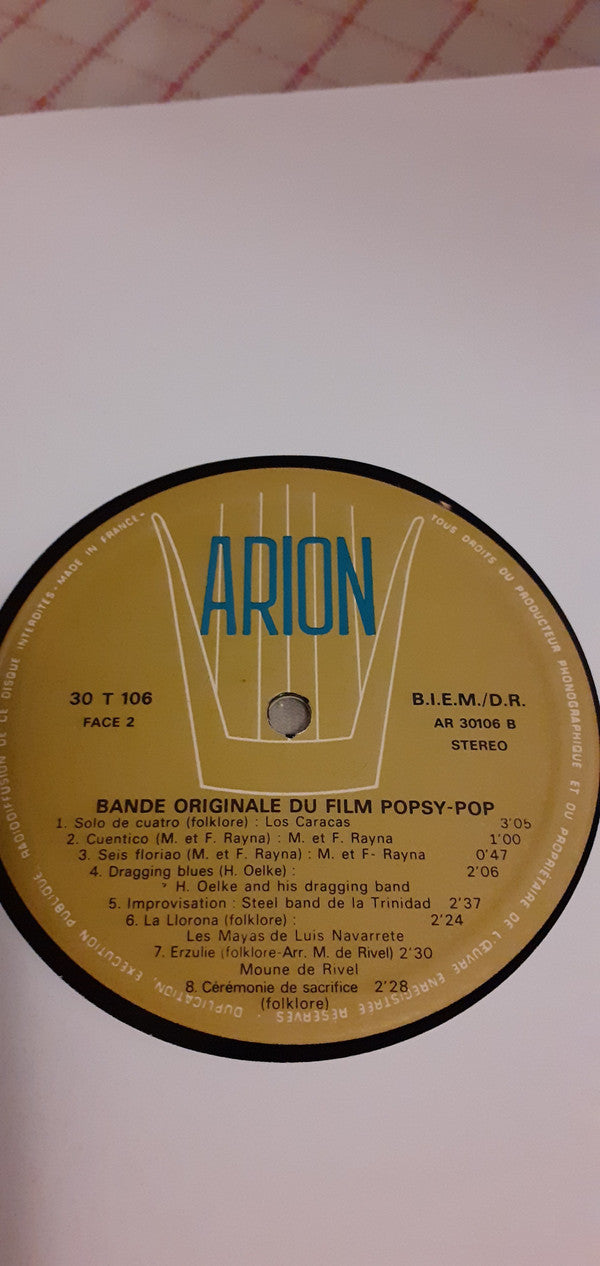 ARION
30 T 106
FACE 2
B.I.E.M./D.R.
AR 30106 B
STEREO
BANDE ORIGINALE DU FILM POPSY-POP
1. Solo de cuatro (folklore) : Los Caracas 3'05
2. Cuentico (M. et F. Rayna) : M. et F. Rayna 1'00
3. Seis floriao (M. et F. Rayna) : M. et F- Rayna 0'47
4. Dragging blues (H. Oelke) : 2'06
H. Oelke and his dragging band
5. Improvisation : Steel band de la Trinidad 2'37
6. La Llorona (folklore) : 2'24
Les Mayas de Luis Navarrete
7. Erzulie (folklore-Arr. M. de Rivel) 2'30
Moune de Rivel
8. Cérémonie de sacrifice 2'28
(folklore)
TOUS DROITS DU PRODUCTEUR PHONOGRAPHIQUE ET DU PROPRIÉTAIRE DE L'ŒUVRE ENREGISTRÉE RÉSERVES · DUPLICATION, EXÉCUTION PUBLIQUE, RADIODIFFUSION DE CE DISQUE INTERDITES · MADE IN FRANCE ·